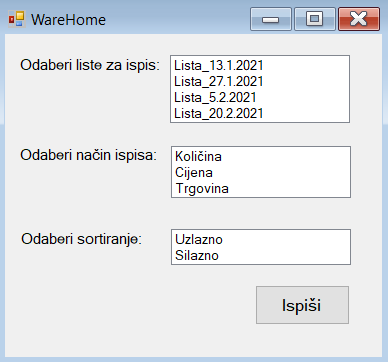 WareHome
Odaberi liste za ispis:
Lista_13.1.2021
Lista_27.1.2021
Lista_5.2.2021
Lista_20.2.2021
Odaberi način ispisa:
Količina
Cijena
Trgovina
Odaberi sortiranje:
Uzlazno
Silazno
Ispiši